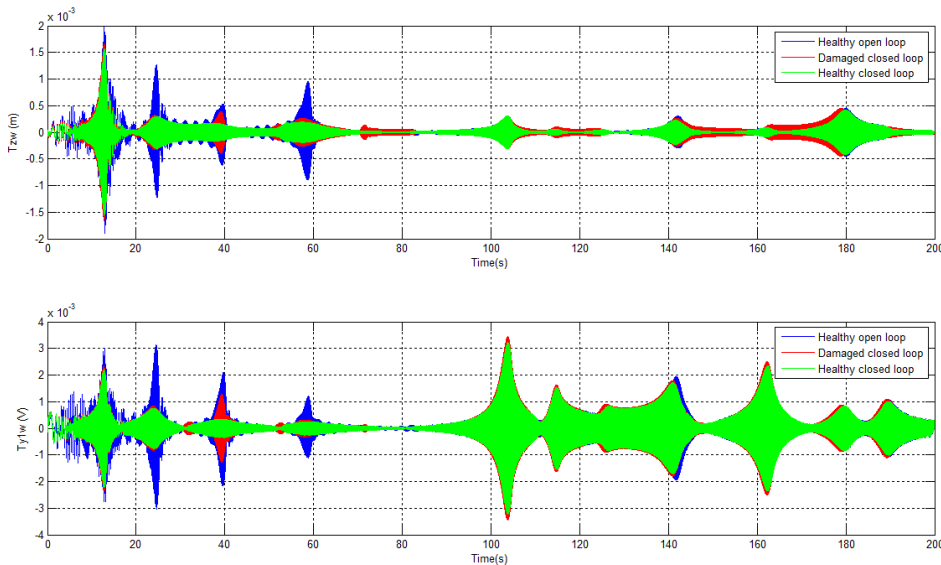 x 10⁻³
2
1.5
1
0.5
0
-0.5
-1
-1.5
-2
Tzw (m)
Healthy open loop
Damaged closed loop
Healthy closed loop
0 20 40 60 80 100 120 140 160 180 200
Time(s)
x 10⁻³
4
3
2
1
0
-1
-2
-3
-4
Ty1w (V)
Healthy open loop
Damaged closed loop
Healthy closed loop
0 20 40 60 80 100 120 140 160 180 200
Time(s)